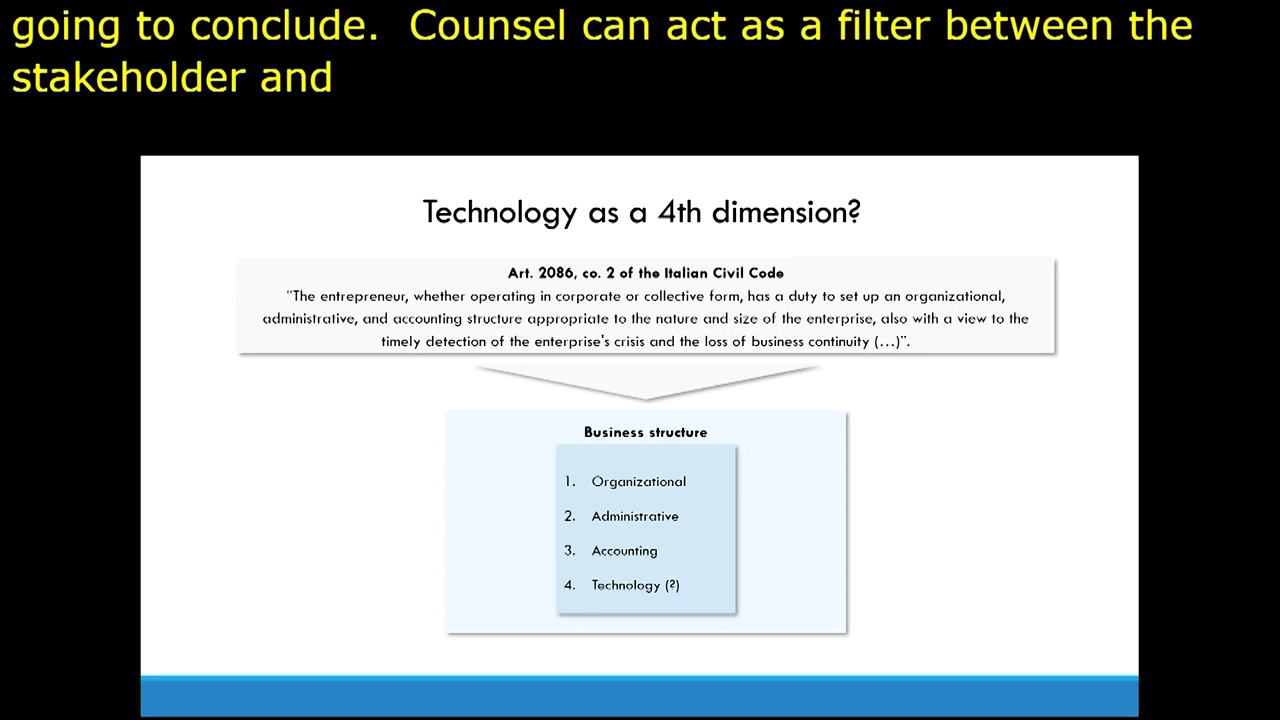 going to conclude.  Counsel can act as a filter between the
stakeholder and
Technology as a 4th dimension?
Art. 2086, co. 2 of the Italian Civil Code
“The entrepreneur, whether operating in corporate or collective form, has a duty to set up an organizational,
administrative, and accounting structure appropriate to the nature and size of the enterprise, also with a view to the
timely detection of the enterprise's crisis and the loss of business continuity (…)”.
Business structure
1. Organizational
2. Administrative
3. Accounting
4. Technology (?)